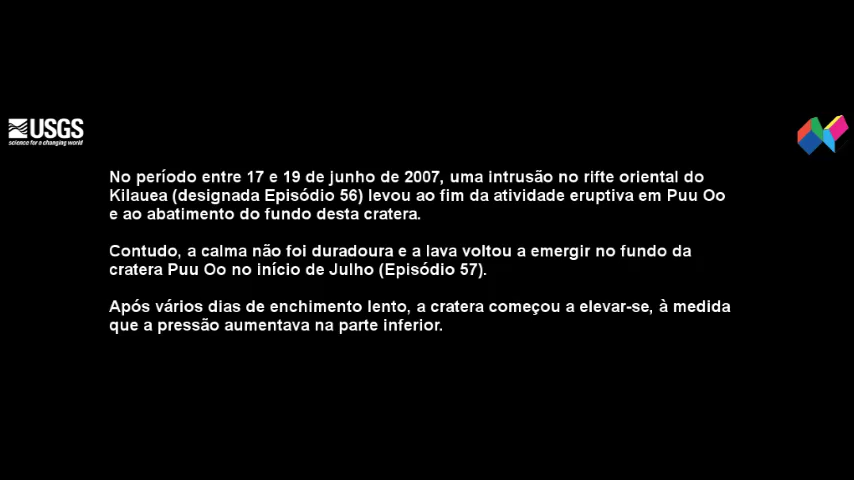 USGS
science for a changing world
No período entre 17 e 19 de junho de 2007, uma intrusão no rifte oriental do
Kilauea (designada Episódio 56) levou ao fim da atividade eruptiva em Puu Oo
e ao abatimento do fundo desta cratera.
Contudo, a calma não foi duradoura e a lava voltou a emergir no fundo da
cratera Puu Oo no início de Julho (Episódio 57).
Após vários dias de enchimento lento, a cratera começou a elevar-se, à medida
que a pressão aumentava na parte inferior.